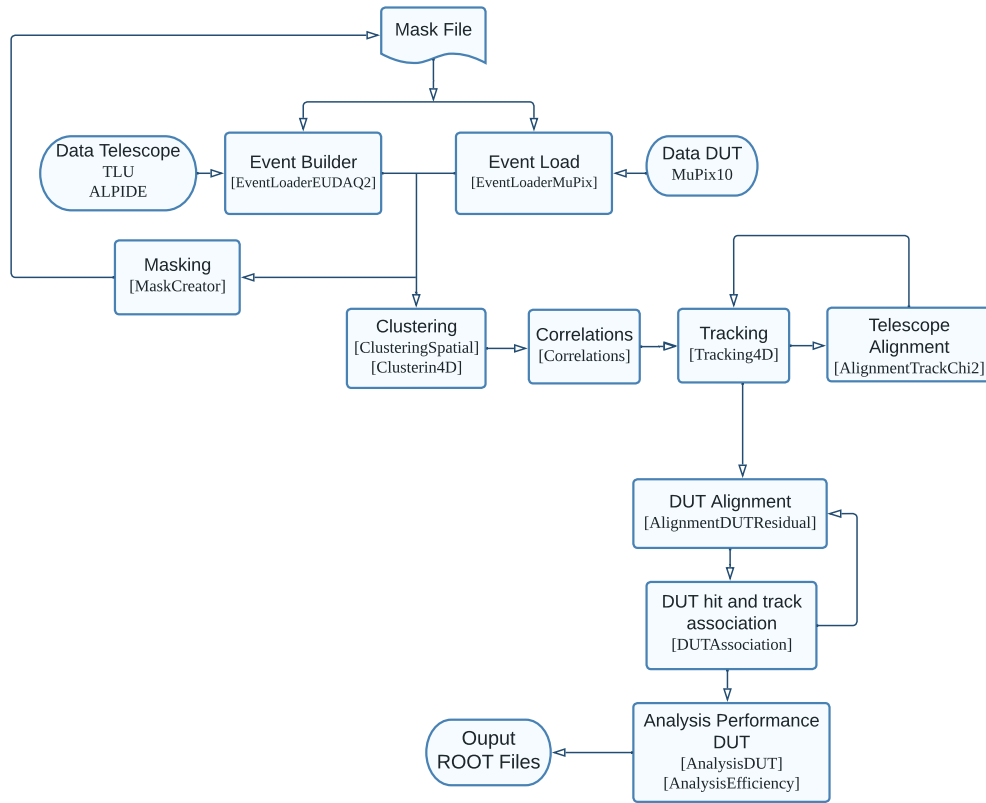 Mask File
Data Telescope
TLU
ALPIDE
Event Builder
[EventLoaderEUDAQ2]
Event Load
[EventLoaderMuPix]
Data DUT
MuPix10
Masking
[MaskCreator]
Clustering
[ClusteringSpatial]
[Clusterin4D]
Correlations
[Correlations]
Tracking
[Tracking4D]
Telescope
Alignment
[AlignmentTrackChi2]
DUT Alignment
[AlignmentDUTResidual]
DUT hit and track
association
[DUTAssociation]
Analysis Performance
DUT
[AnalysisDUT]
[AnalysisEfficiency]
Ouput
ROOT Files